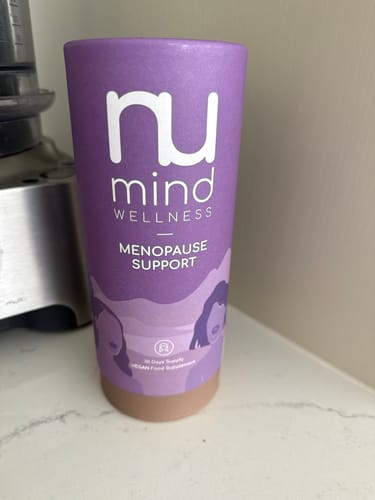 nu
mind
WELLNESS
MENOPAUSE
SUPPORT
30 Days Supply
VEGAN Food Supplement